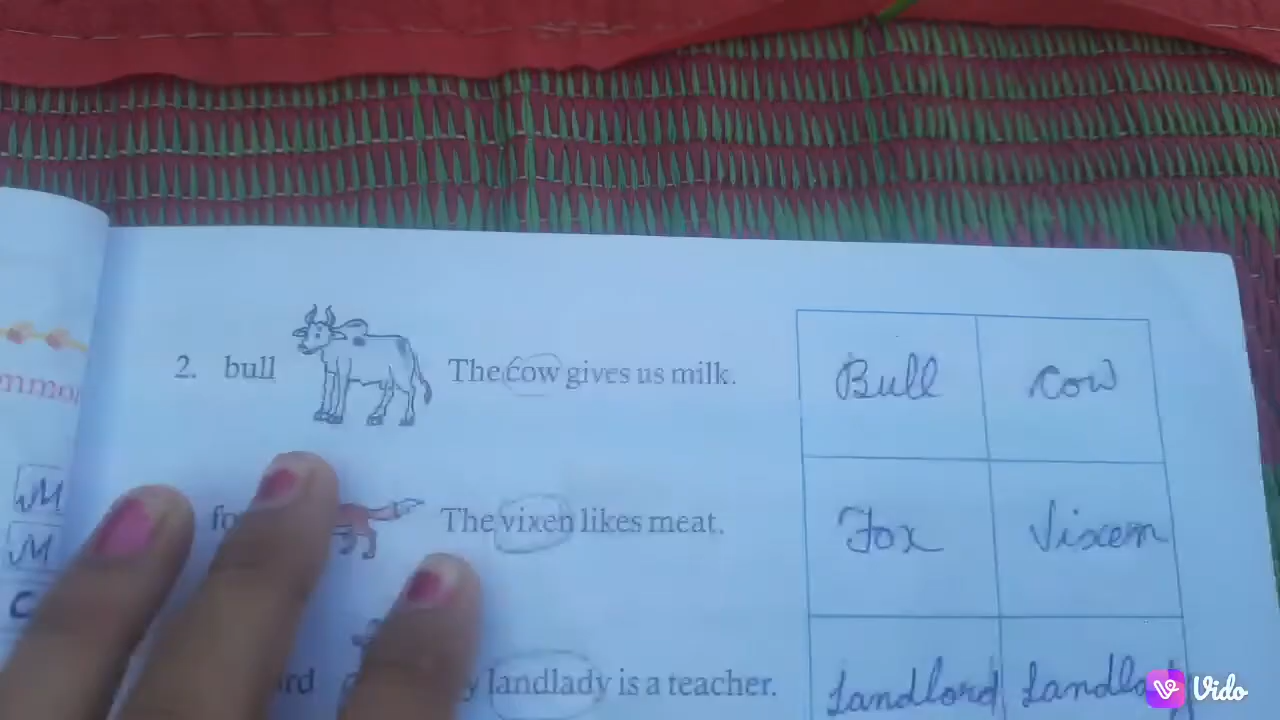 2. bull The cow gives us milk. Bull Cow
mmo
The vixen likes meat. Fox Vixen
M
M
C
landlady is a teacher. Landlord
Vido